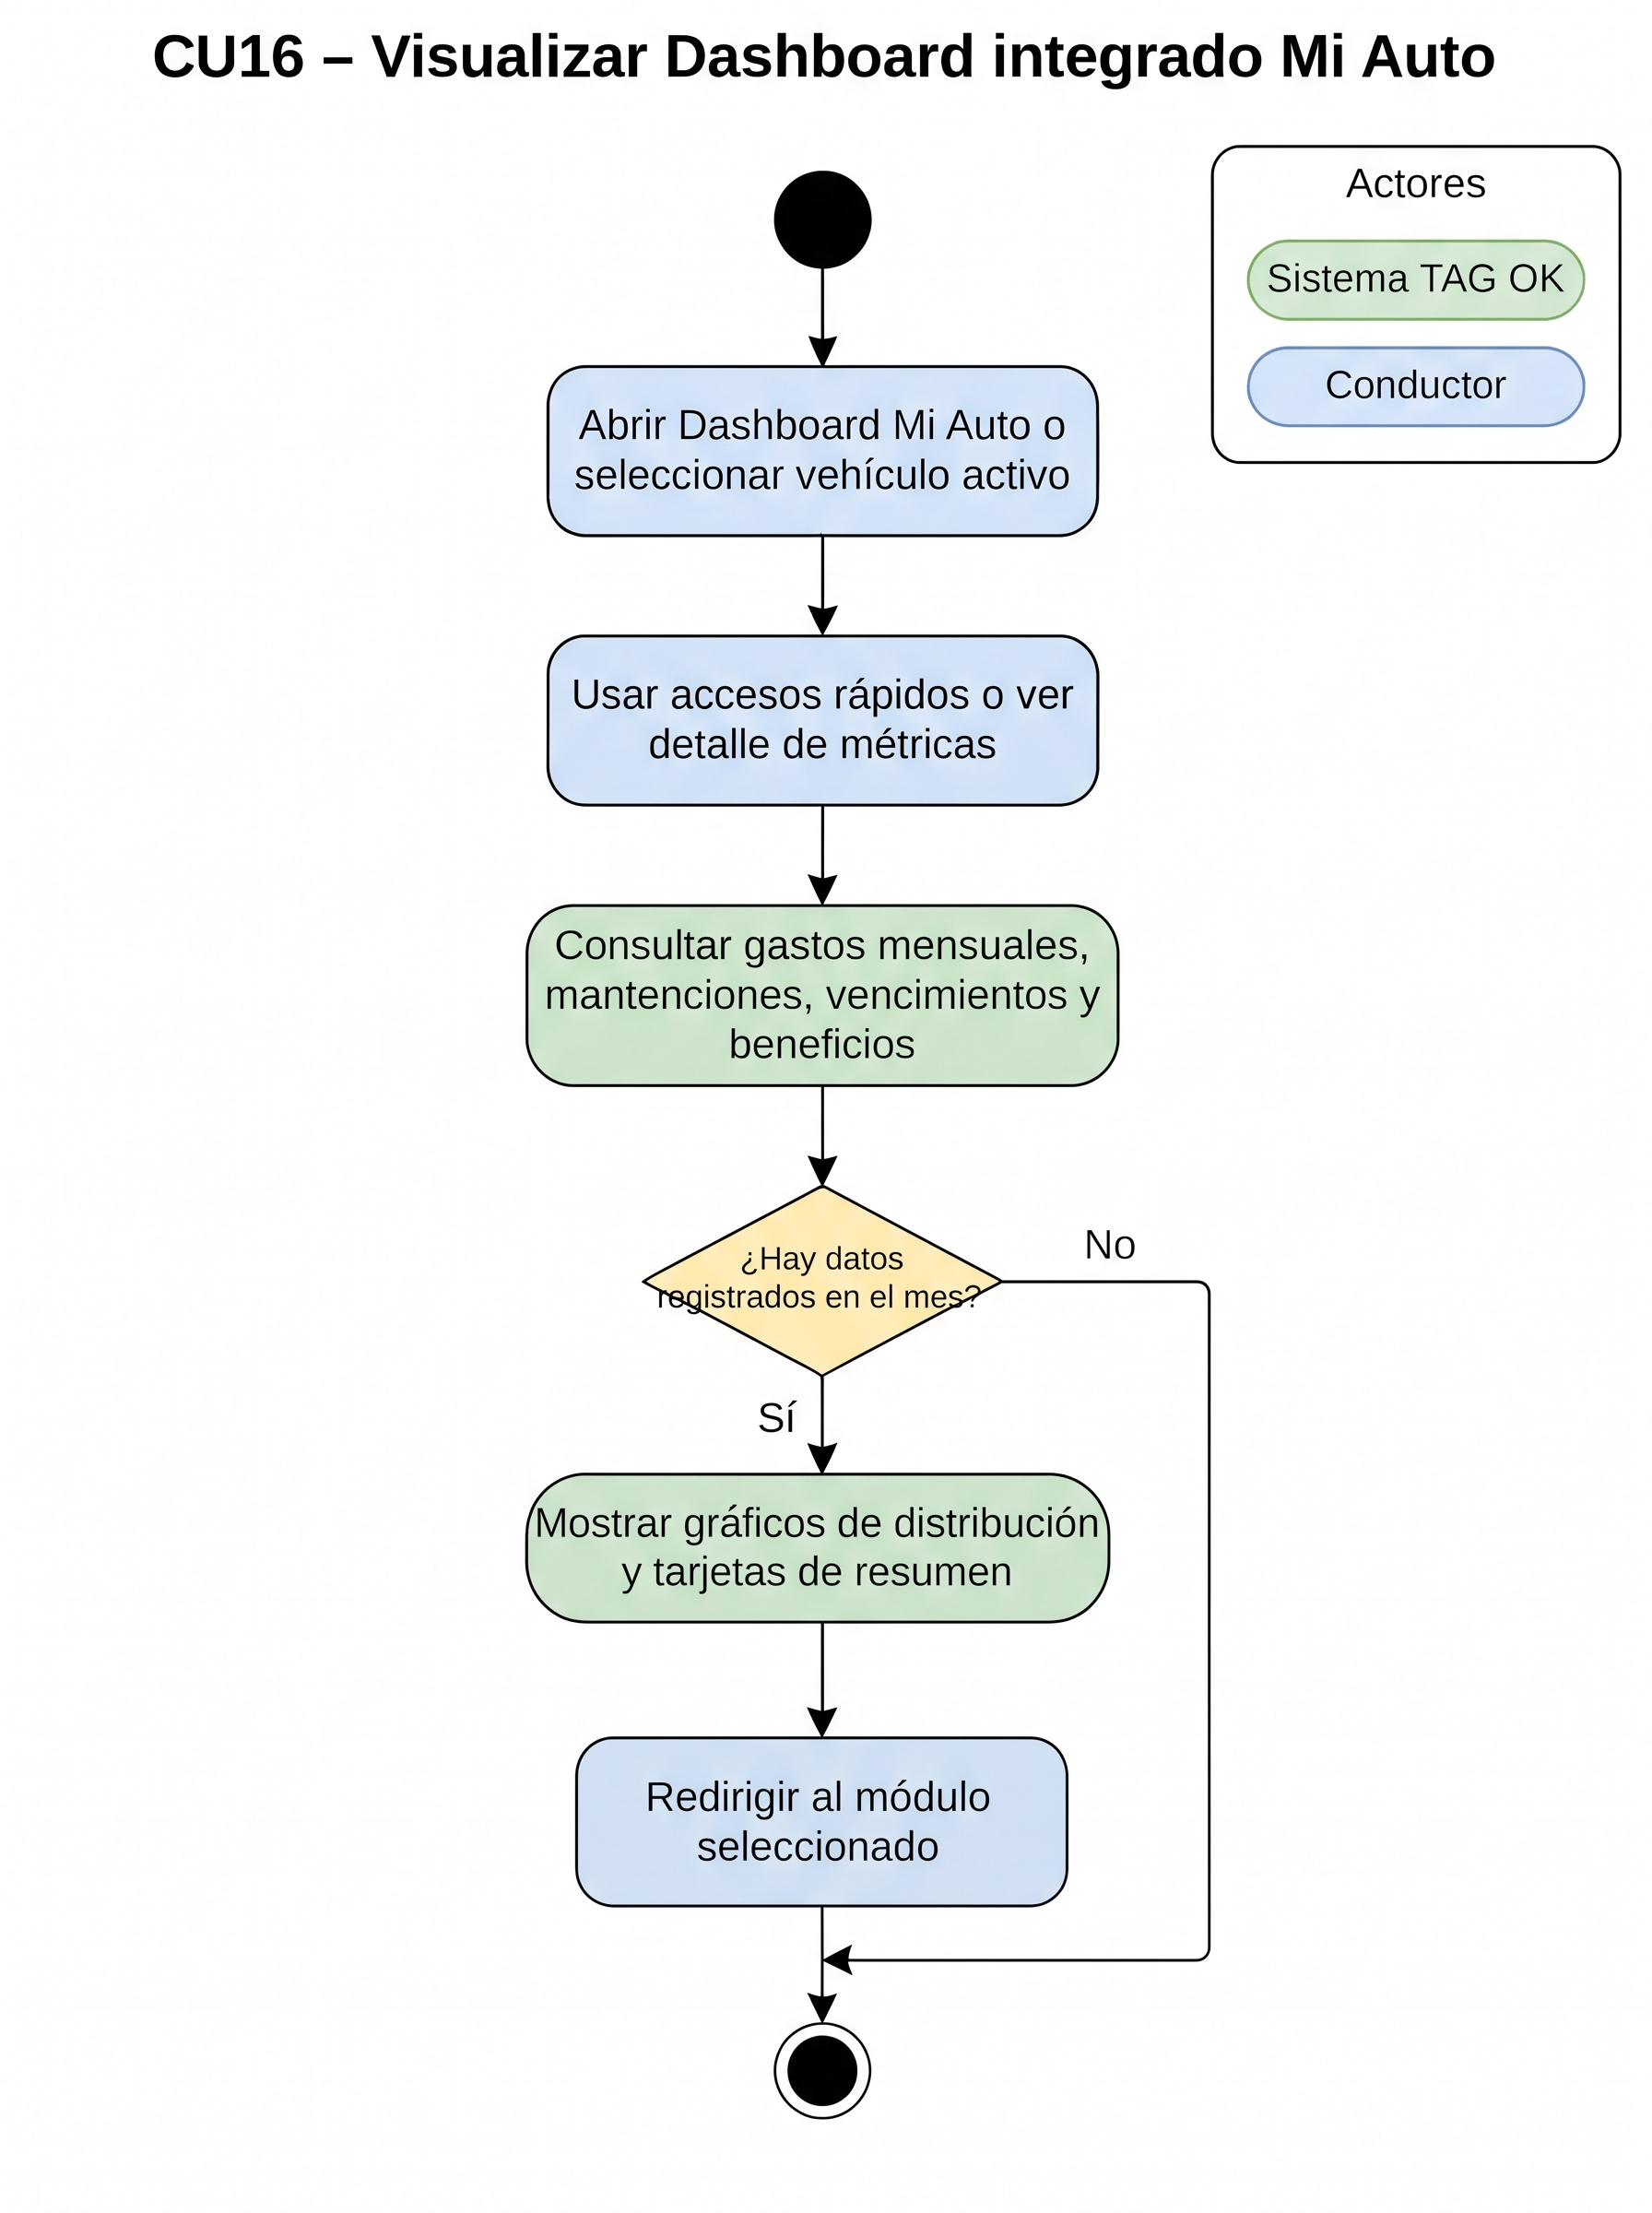 CU16 – Visualizar Dashboard integrado Mi Auto
Actores
Sistema TAG OK
Conductor
Abrir Dashboard Mi Auto o
seleccionar vehículo activo
Usar accesos rápidos o ver
detalle de métricas
Consultar gastos mensuales,
mantenciones, vencimientos y
beneficios
¿Hay datos
registrados en el mes?
No
Sí
Mostrar gráficos de distribución
y tarjetas de resumen
Redirigir al módulo
seleccionado